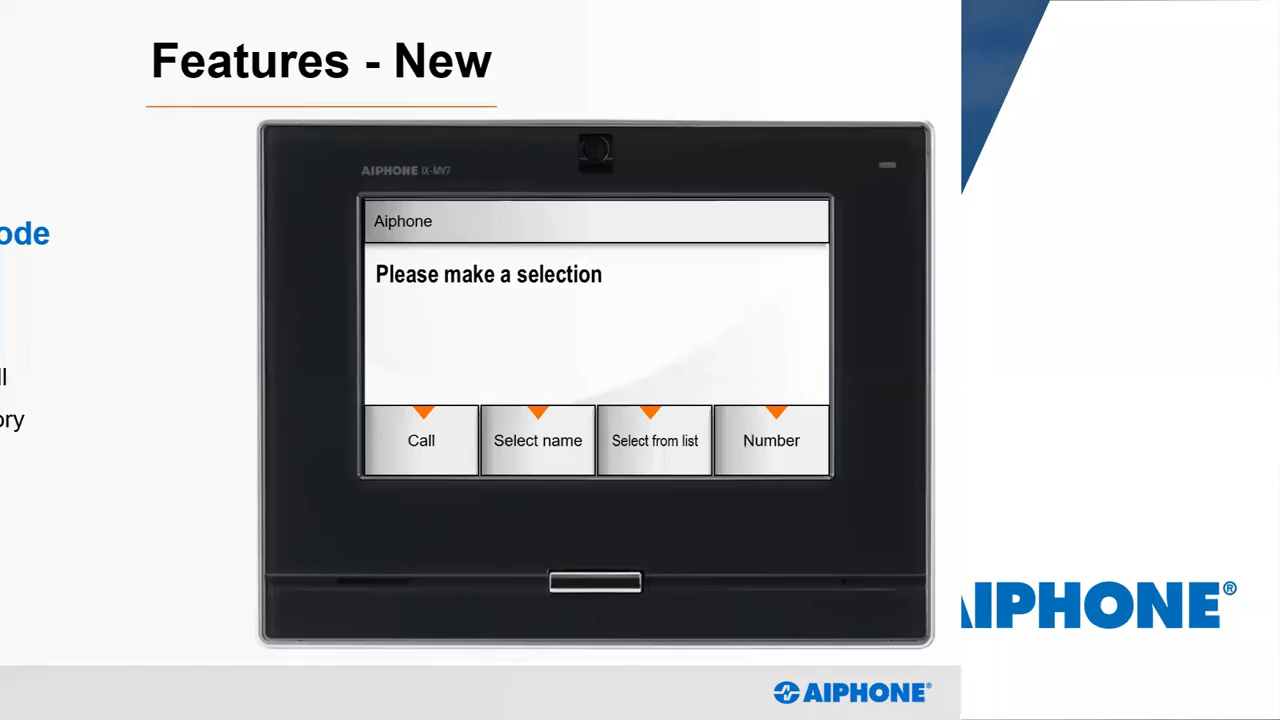 Features - New
AIPHONE IX-MV7
Aiphone
ode
Please make a selection
ll
ory
Call
Select name
Select from list
Number
AIPHONE®
AIPHONE®